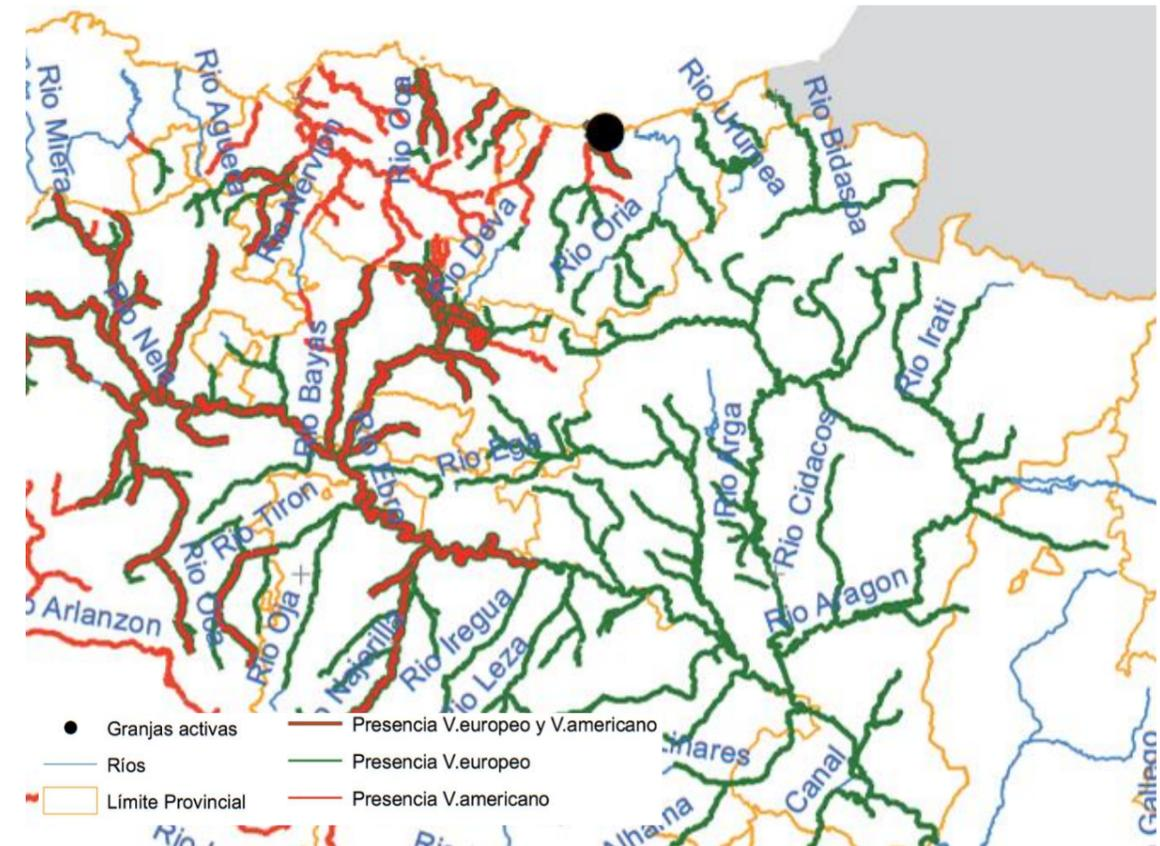 Rio Miera
Rio Aguera
Rio Nervion
Rio Oca
Rio Deva
Rio Oria
Rio Urumea
Rio Bidasoa
Rio Nela
Rio Bayas
Rio Ebro
Rio Ega
Rio Arga
Rio Cidacos
Rio Irati
Rio Tiron
Rio Oca
Rio Oja
Arlanzon
Najerilla
Rio Iregua
Rio Leza
Rio Aragon
Linares
Canal
Alhama
Gallego
Granjas activas
Ríos
Límite Provincial
Presencia V.europeo y V.americano
Presencia V.europeo
Presencia V.americano